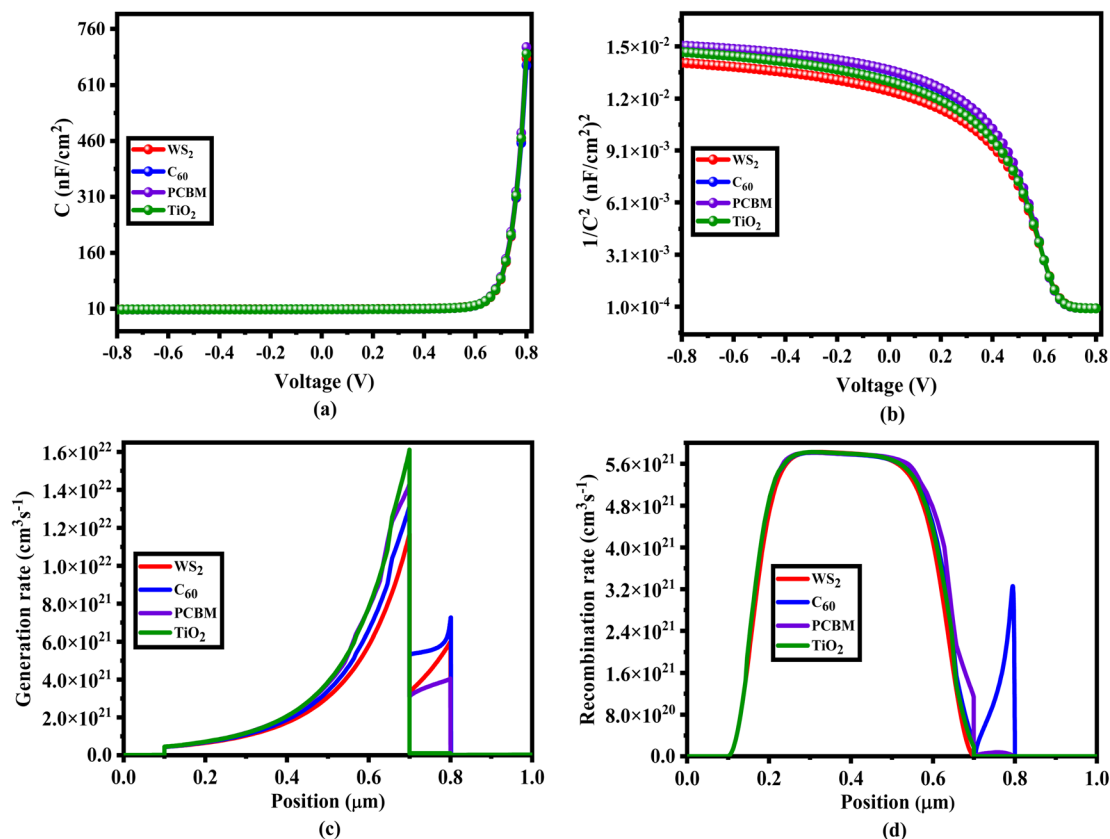 760
610
460
310
160
10
C (nF/cm²)
WS₂
C₆₀
PCBM
TiO₂
-0.8 -0.6 -0.4 -0.2 0.0 0.2 0.4 0.6 0.8
Voltage (V)
(a)
1.5×10⁻²
1.2×10⁻²
9.1×10⁻³
6.1×10⁻³
3.1×10⁻³
1.0×10⁻⁴
1/C² (nF/cm²)²
WS₂
C₆₀
PCBM
TiO₂
-0.8 -0.6 -0.4 -0.2 0.0 0.2 0.4 0.6 0.8
Voltage (V)
(b)
1.6×10²²
1.4×10²²
1.2×10²²
1.0×10²²
8.0×10²¹
6.0×10²¹
4.0×10²¹
2.0×10²¹
0.0
Generation rate (cm³s⁻¹)
WS₂
C₆₀
PCBM
TiO₂
0.0 0.2 0.4 0.6 0.8 1.0
Position (μm)
(c)
5.6×10²¹
4.8×10²¹
4.0×10²¹
3.2×10²¹
2.4×10²¹
1.6×10²¹
8.0×10²⁰
0.0
Recombination rate (cm³s⁻¹)
WS₂
C₆₀
PCBM
TiO₂
0.0 0.2 0.4 0.6 0.8 1.0
Position (μm)
(d)